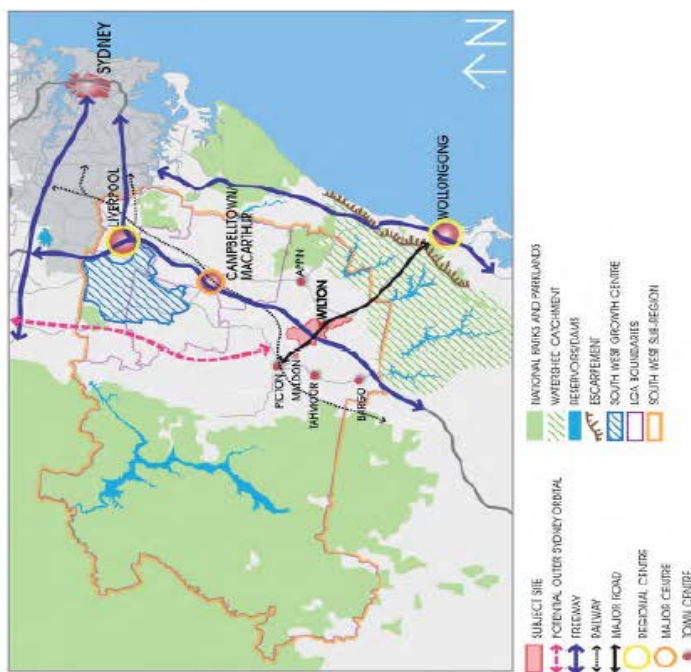 N
SYDNEY
LIVERPOOL
CAMPBELLTOWN/
MACARTHUR
APPIN
WILTON
PICTON
MALDON
TAHMOOR
BARGO
WOLLONGONG
SUBJECT SITE
POTENTIAL OUTER SYDNEY ORBITAL
FREEWAY
RAILWAY
MAJOR ROAD
REGIONAL CENTRE
MAJOR CENTRE
TOWN CENTRE
NATIONAL PARKS AND PARKLANDS
WATERSHED CATCHMENT
RESERVOIRS/DAMS
ESCARPEMENT
SOUTH WEST GROWTH CENTRE
LGA BOUNDARIES
SOUTH WEST SUB-REGION